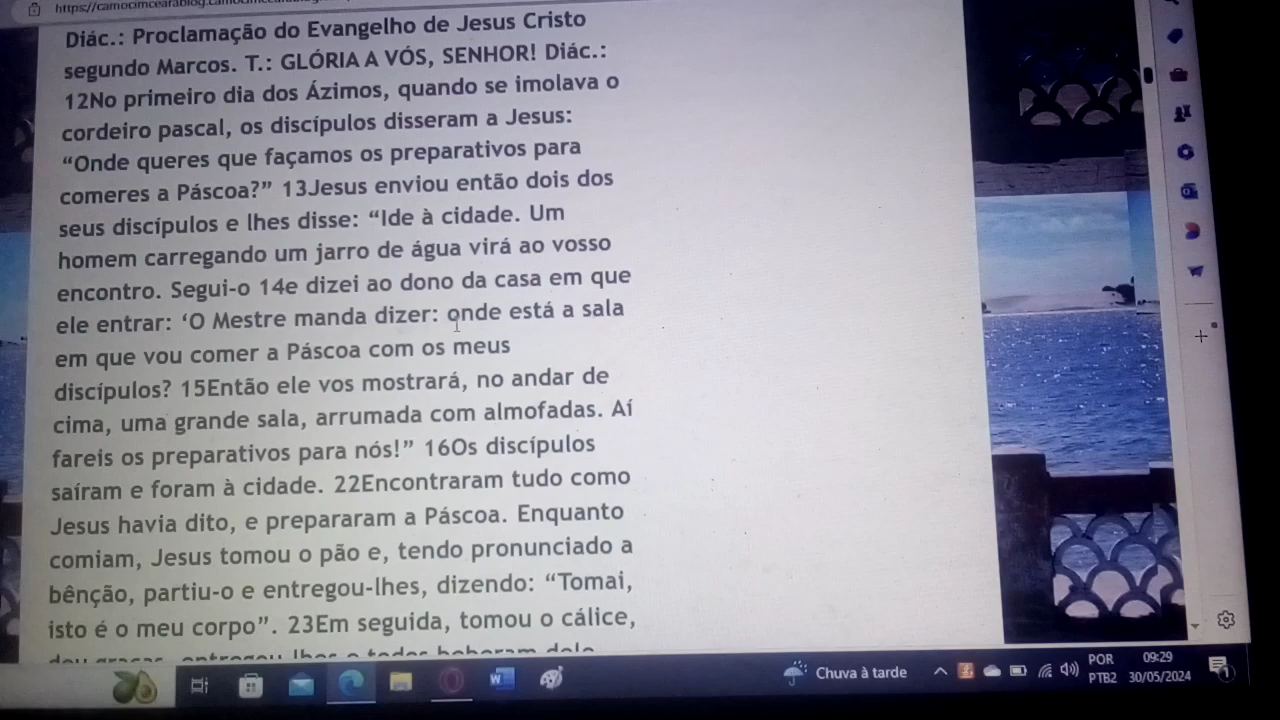 Diác.: Proclamação do Evangelho de Jesus Cristo
segundo Marcos. T.: GLÓRIA A VÓS, SENHOR! Diác.:
12No primeiro dia dos Ázimos, quando se imolava o
cordeiro pascal, os discípulos disseram a Jesus:
“Onde queres que façamos os preparativos para
comeres a Páscoa?” 13Jesus enviou então dois dos
seus discípulos e lhes disse: “Ide à cidade. Um
homem carregando um jarro de água virá ao vosso
encontro. Segui-o 14e dizei ao dono da casa em que
ele entrar: ‘O Mestre manda dizer: onde está a sala
em que vou comer a Páscoa com os meus
discípulos? 15Então ele vos mostrará, no andar de
cima, uma grande sala, arrumada com almofadas. Aí
fareis os preparativos para nós!” 16Os discípulos
saíram e foram à cidade. 22Encontraram tudo como
Jesus havia dito, e prepararam a Páscoa. Enquanto
comiam, Jesus tomou o pão e, tendo pronunciado a
bênção, partiu-o e entregou-lhes, dizendo: “Tomai,
isto é o meu corpo”. 23Em seguida, tomou o cálice,
Chuva à tarde
POR
PTB2
09:29
30/05/2024